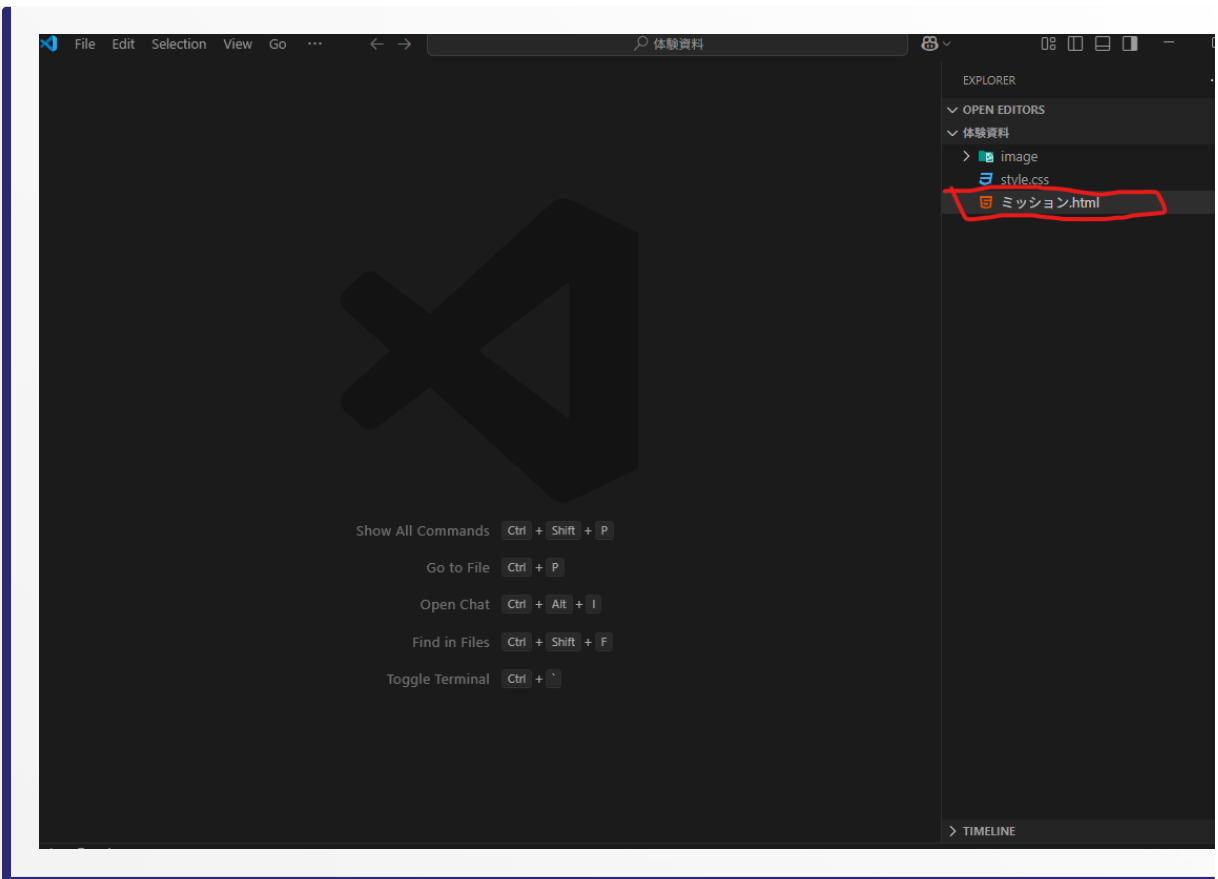 File Edit Selection View Go ··· ← → 体験資料
EXPLORER
OPEN EDITORS
体験資料
image
style.css
ミッション.html
Show All Commands Ctrl + Shift + P
Go to File Ctrl + P
Open Chat Ctrl + Alt + I
Find in Files Ctrl + Shift + F
Toggle Terminal Ctrl + `
TIMELINE